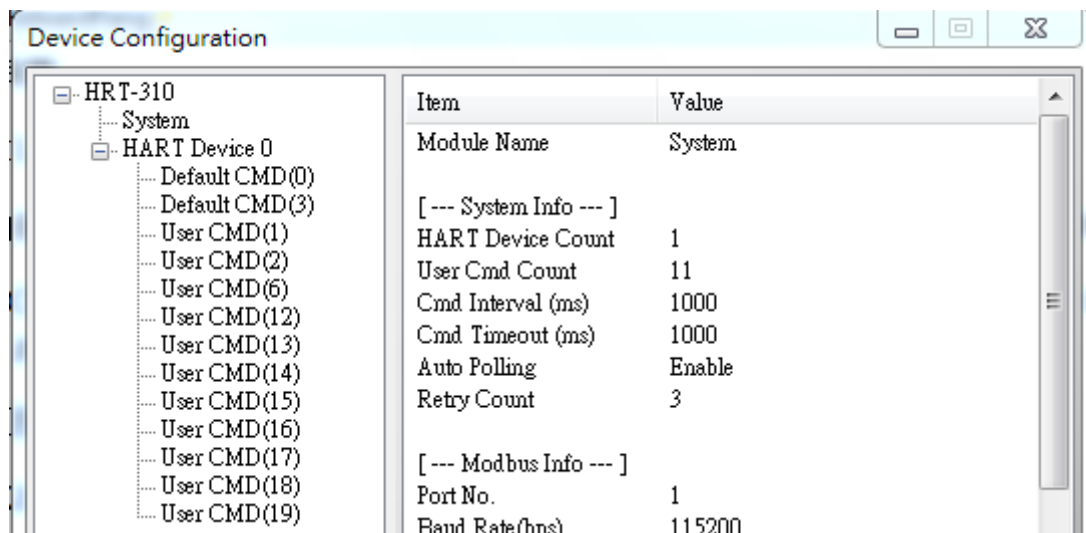 Device Configuration
HRT-310
System
HART Device 0
Default CMD(0)
Default CMD(3)
User CMD(1)
User CMD(2)
User CMD(6)
User CMD(12)
User CMD(13)
User CMD(14)
User CMD(15)
User CMD(16)
User CMD(17)
User CMD(18)
User CMD(19)
Item Value
Module Name System
[ --- System Info --- ]
HART Device Count 1
User Cmd Count 11
Cmd Interval (ms) 1000
Cmd Timeout (ms) 1000
Auto Polling Enable
Retry Count 3
[ --- Modbus Info --- ]
Port No. 1
Baud Rate(bps) 115200